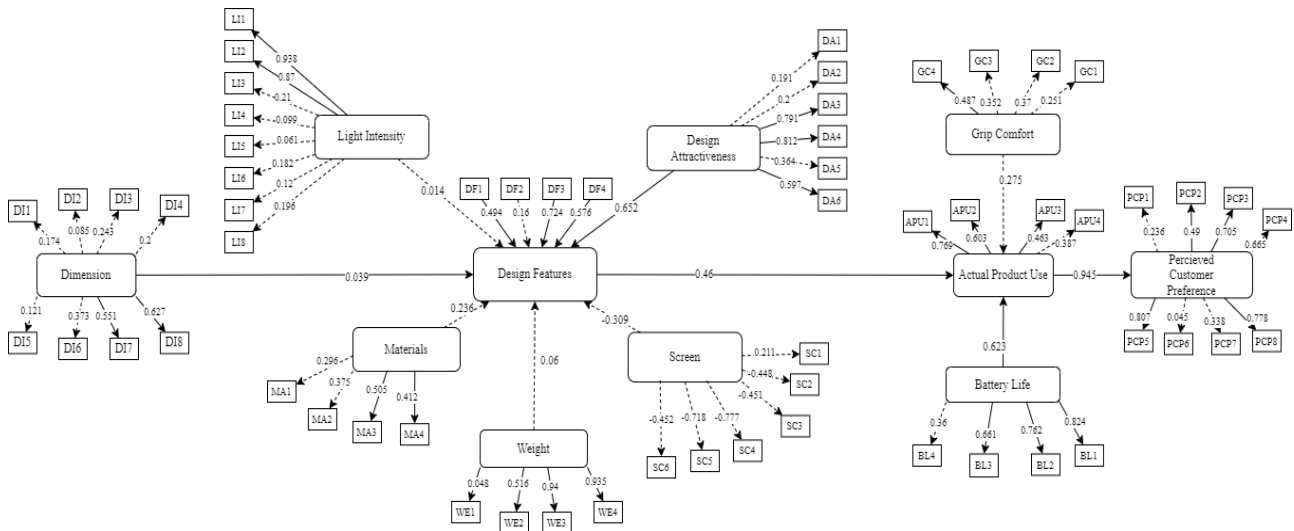 LI1
LI2
LI3
LI4
LI5
LI6
LI7
LI8
0.938
0.87
-0.21
-0.099
0.061
0.182
0.12
0.196
Light Intensity
0.014
DA1
DA2
DA3
DA4
DA5
DA6
0.191
0.2
0.791
0.812
0.364
0.597
Design
Attractiveness
0.652
GC4
GC3
GC2
GC1
0.487
0.352
0.37
0.251
Grip Comfort
0.275
DI1
DI2
DI3
DI4
0.174
0.085
0.243
0.2
Dimension
0.121
0.373
0.551
0.627
DI5
DI6
DI7
DI8
0.039
DF1
DF2
DF3
DF4
0.494
0.16
0.724
0.576
Design Features
0.46
APU1
APU2
APU3
APU4
0.769
0.603
0.463
-0.387
Actual Product Use
0.945
PCP1
PCP2
PCP3
PCP4
0.236
0.49
0.705
0.665
Percieved
Customer
Preference
0.807
0.045
0.338
0.778
PCP5
PCP6
PCP7
PCP8
0.236
Materials
0.296
0.375
0.505
0.412
MA1
MA2
MA3
MA4
0.06
Weight
0.048
0.516
0.94
0.935
WE1
WE2
WE3
WE4
-0.309
Screen
0.211
-0.448
-0.451
-0.777
-0.718
-0.452
SC1
SC2
SC3
SC4
SC5
SC6
0.623
Battery Life
0.36
0.661
0.762
0.824
BL4
BL3
BL2
BL1